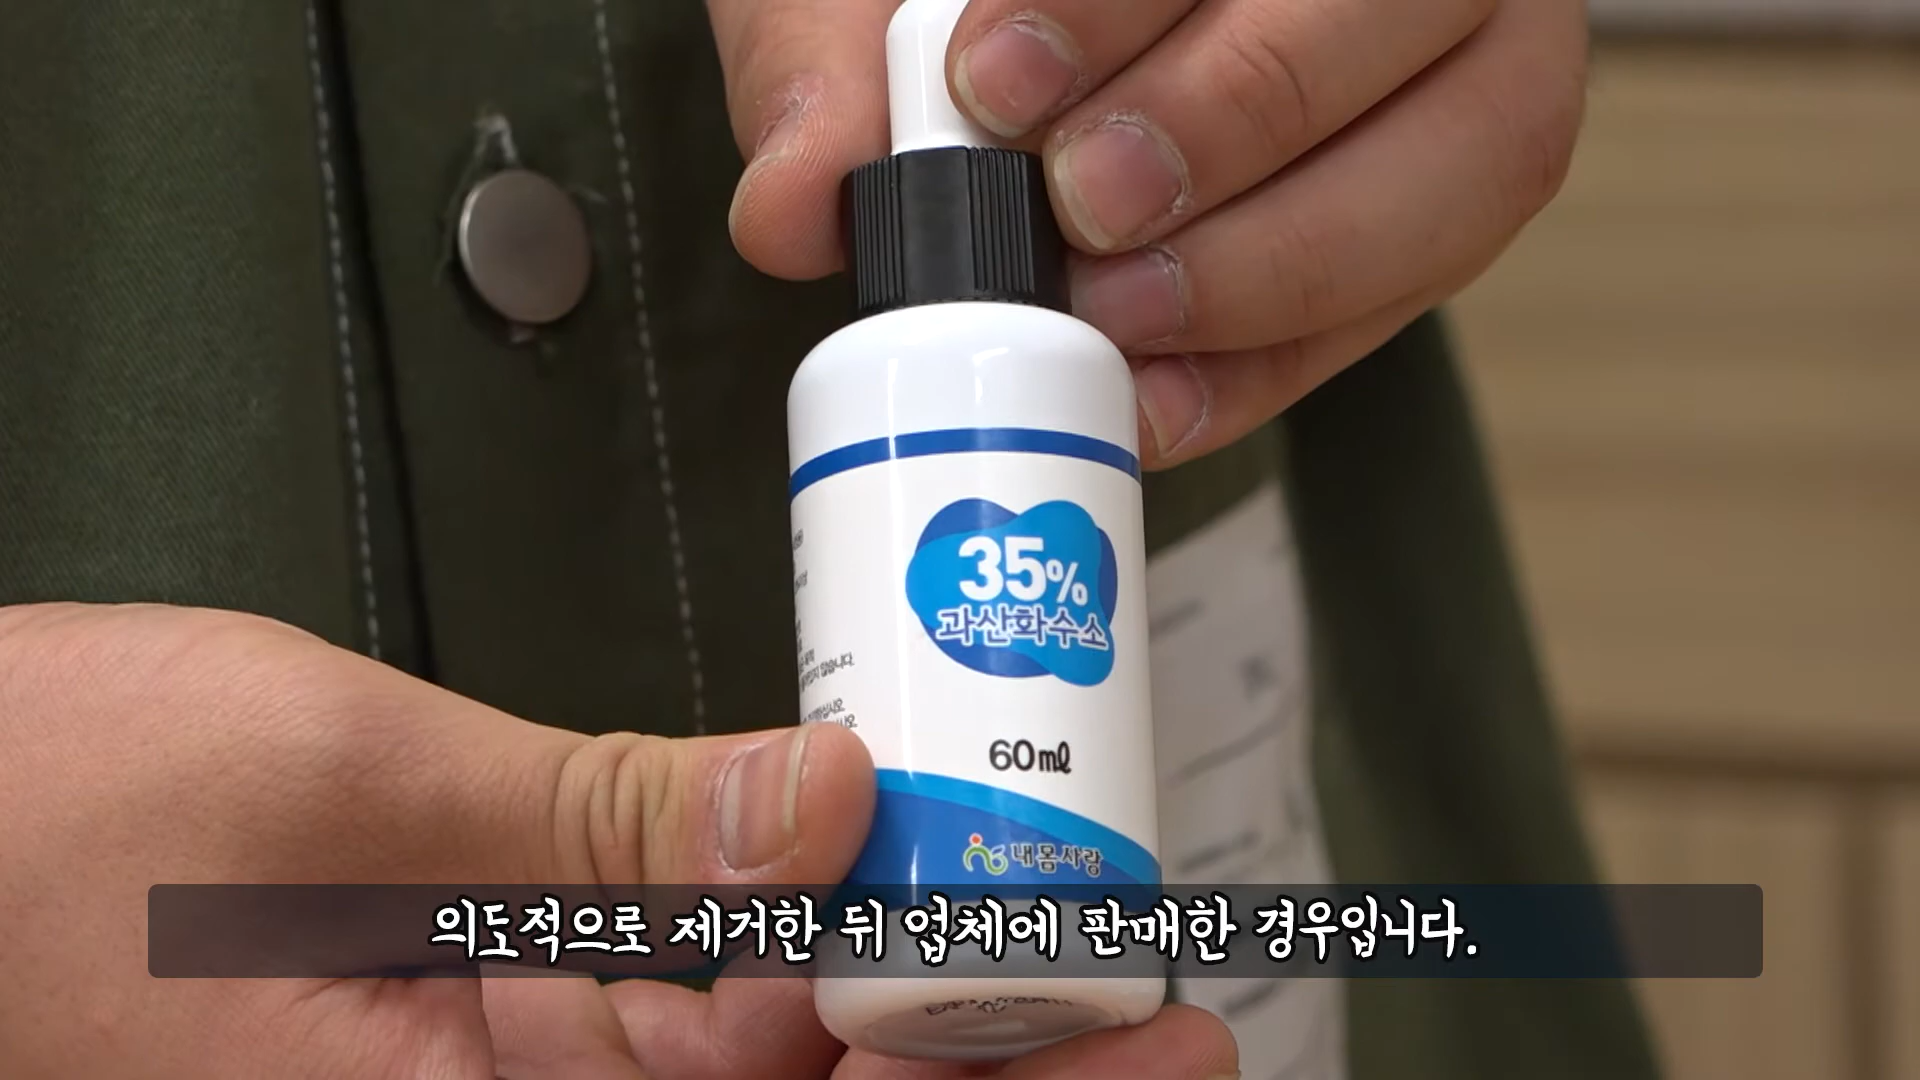 35%
과산화수소
60㎖
내몸사랑
의도적으로 제거한 뒤 업체에 판매한 경우입니다.